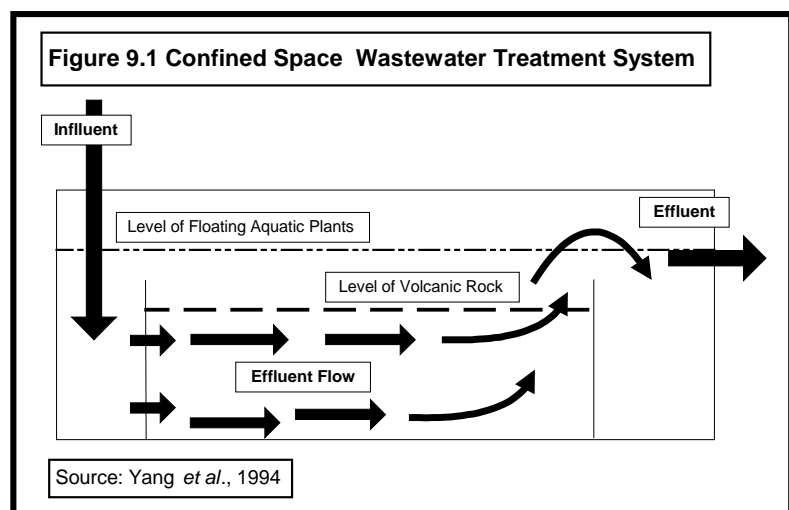 Figure 9.1 Confined Space Wastewater Treatment System
Inflluent
Effluent
Level of Floating Aquatic Plants
Level of Volcanic Rock
Effluent Flow
Source: Yang et al., 1994